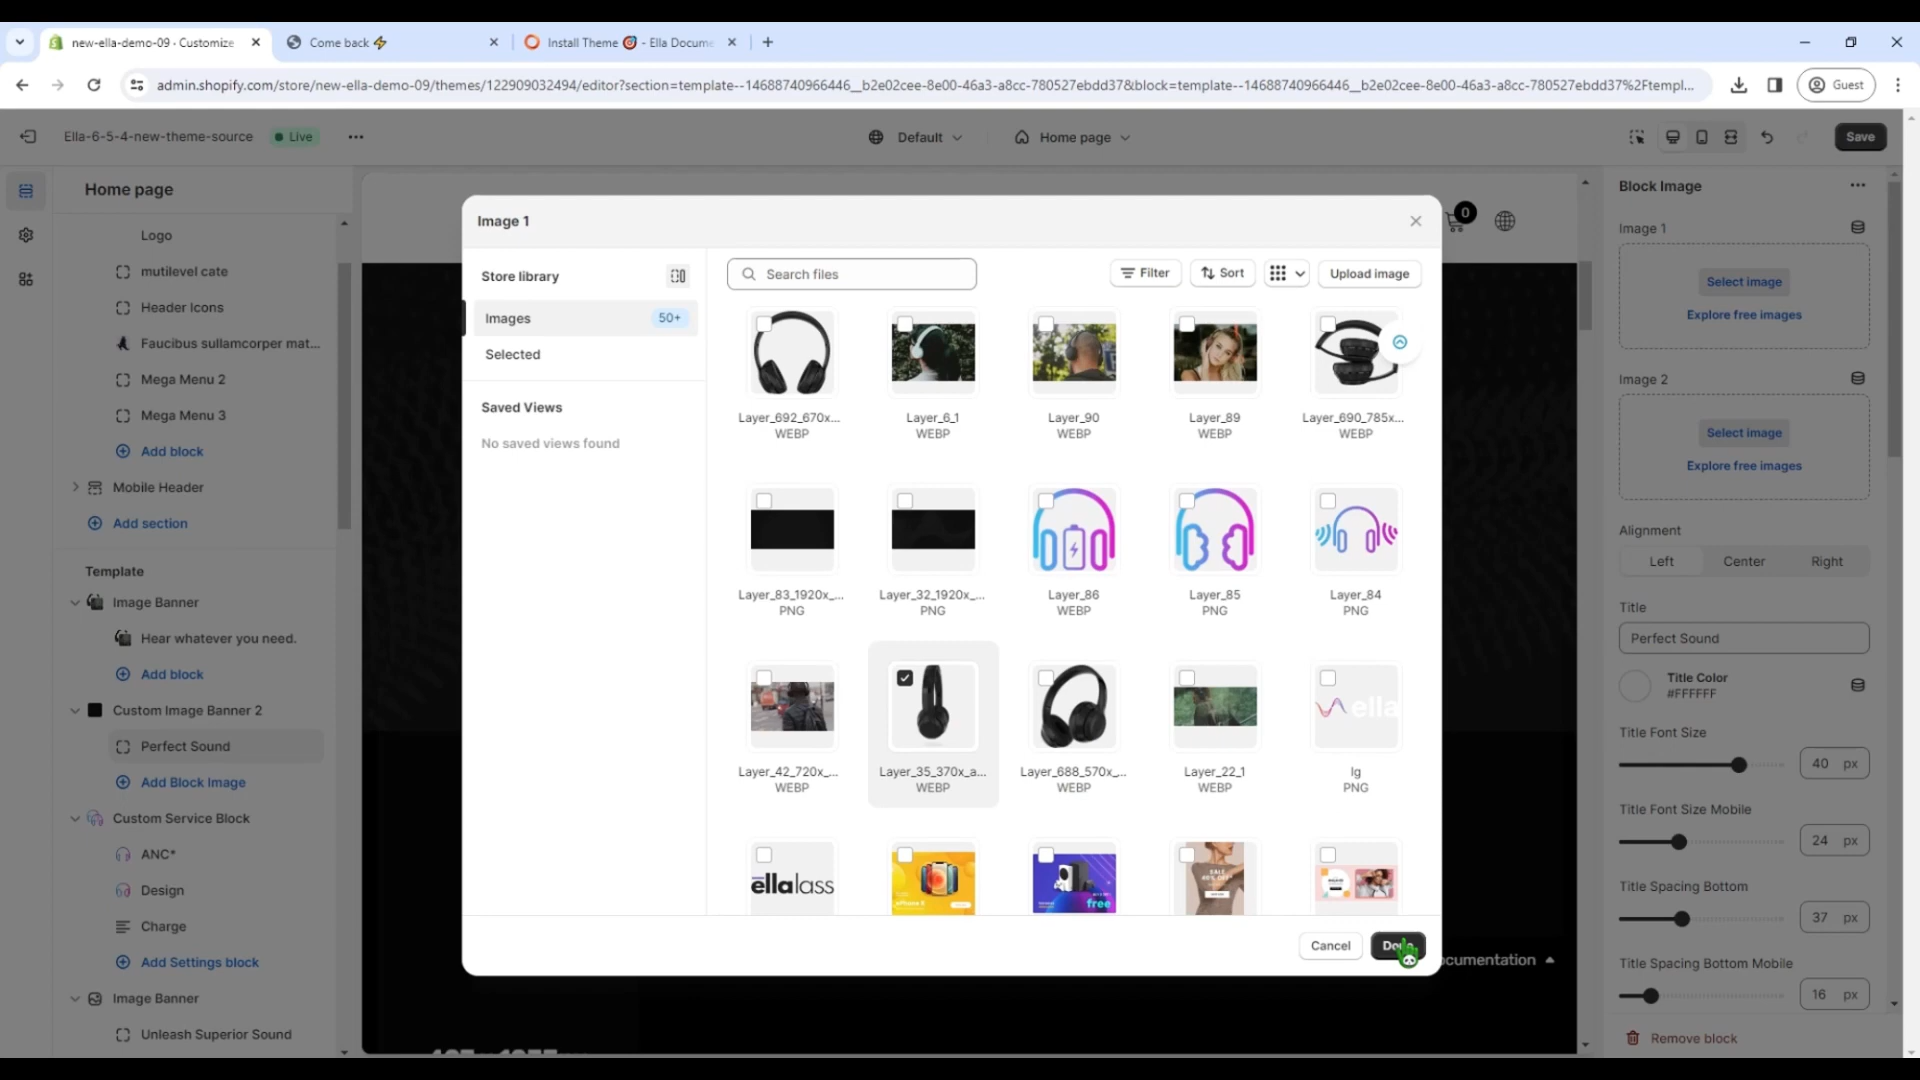 new-ella-demo-09 - Customize
Come back ⚡
Install Theme 🎯 - Ella Docume
admin.shopify.com/store/new-ella-demo-09/themes/122909032494/editor?section=template--14688740966446__b2e02cee-8e00-46a3-a8cc-780527ebdd37&block=template--14688740966446__b2e02cee-8e00-46a3-a8cc-780527ebdd37%2Ftempl...
Guest
Ella-6-5-4-new-theme-source
Live
Default
Home page
Save
Home page
Logo
mutilevel cate
Header Icons
Faucibus sullamcorper mat...
Mega Menu 2
Mega Menu 3
Add block
Mobile Header
Add section
Template
Image Banner
Hear whatever you need.
Add block
Custom Image Banner 2
Perfect Sound
Add Block Image
Custom Service Block
ANC*
Design
Charge
Add Settings block
Image Banner
Unleash Superior Sound
Image 1
Store library
Images
50+
Selected
Saved Views
No saved views found
Search files
Filter
Sort
Upload image
Layer_692_670x...
WEBP
Layer_6_1
WEBP
Layer_90
WEBP
Layer_89
WEBP
Layer_690_785x...
WEBP
Layer_83_1920x_...
PNG
Layer_32_1920x_...
PNG
Layer_86
WEBP
Layer_85
PNG
Layer_84
PNG
ella
Layer_42_720x_...
WEBP
Layer_35_370x_a...
WEBP
Layer_688_570x_...
WEBP
Layer_22_1
WEBP
lg
PNG
ëllalass
free
SALE
Cancel
Done
ocumentation
0
Block Image
Image 1
Select image
Explore free images
Image 2
Select image
Explore free images
Alignment
Left
Center
Right
Title
Perfect Sound
Title Color
#FFFFFF
Title Font Size
40 px
Title Font Size Mobile
24 px
Title Spacing Bottom
37 px
Title Spacing Bottom Mobile
16 px
Remove block